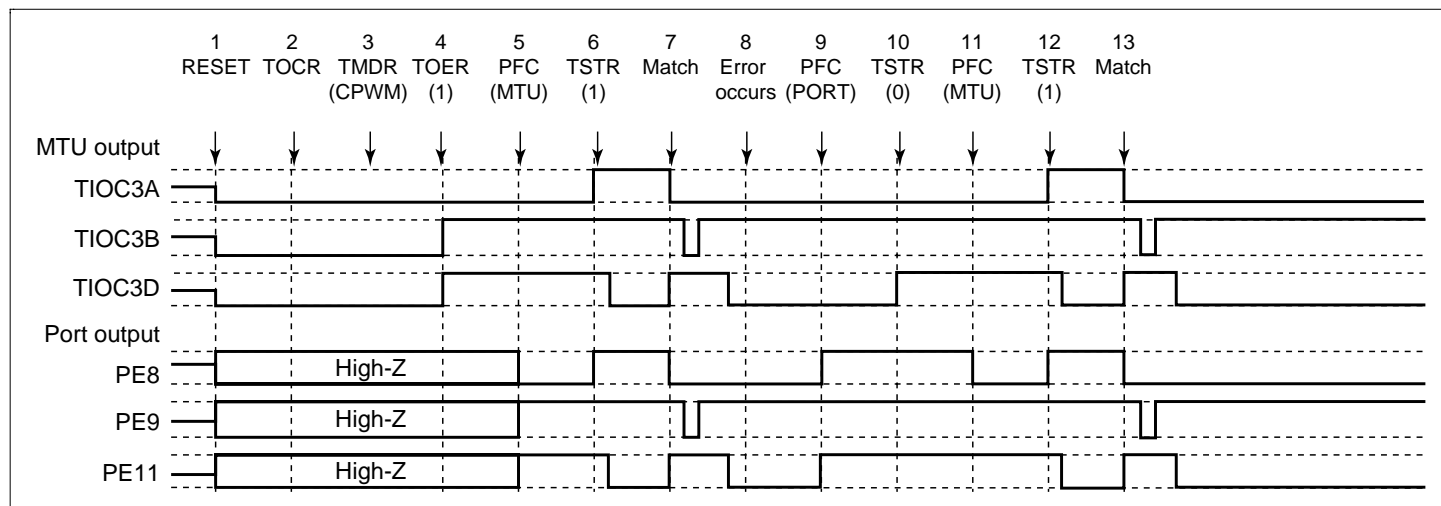 1 2 3 4 5 6 7 8 9 10 11 12 13
RESET TOCR TMDR TOER PFC TSTR Match Error PFC TSTR PFC TSTR Match
(CPWM) (1) (MTU) (1) occurs (PORT) (0) (MTU) (1)
MTU output
TIOC3A
TIOC3B
TIOC3D
Port output
PE8 High-Z
PE9 High-Z
PE11 High-Z